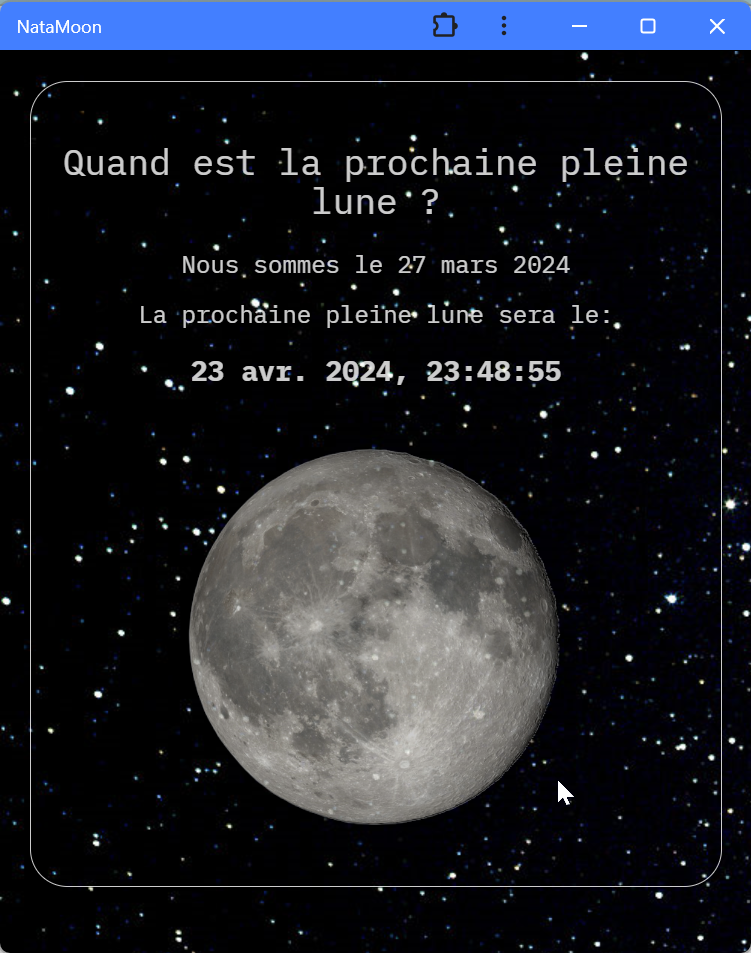 NataMoon
Quand est la prochaine pleine
lune ?
Nous sommes le 27 mars 2024
La prochaine pleine lune sera le:
23 avr. 2024, 23:48:55